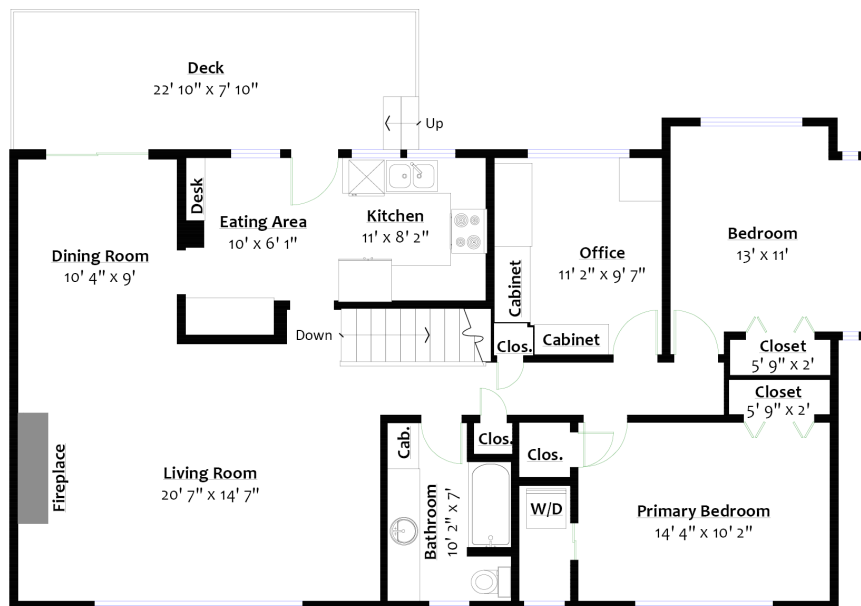 Deck
22' 10" x 7' 10"
Up
Desk
Eating Area
10' x 6' 1"
Kitchen
11' x 8' 2"
Dining Room
10' 4" x 9'
Office
11' 2" x 9' 7"
Bedroom
13' x 11'
Cabinet
Cabinet
Clos.
Down
Closet
5' 9" x 2'
Closet
5' 9" x 2'
Cab.
Clos.
Clos.
Fireplace
Living Room
20' 7" x 14' 7"
Bathroom
10' 2" x 7'
W/D
Primary Bedroom
14' 4" x 10' 2"